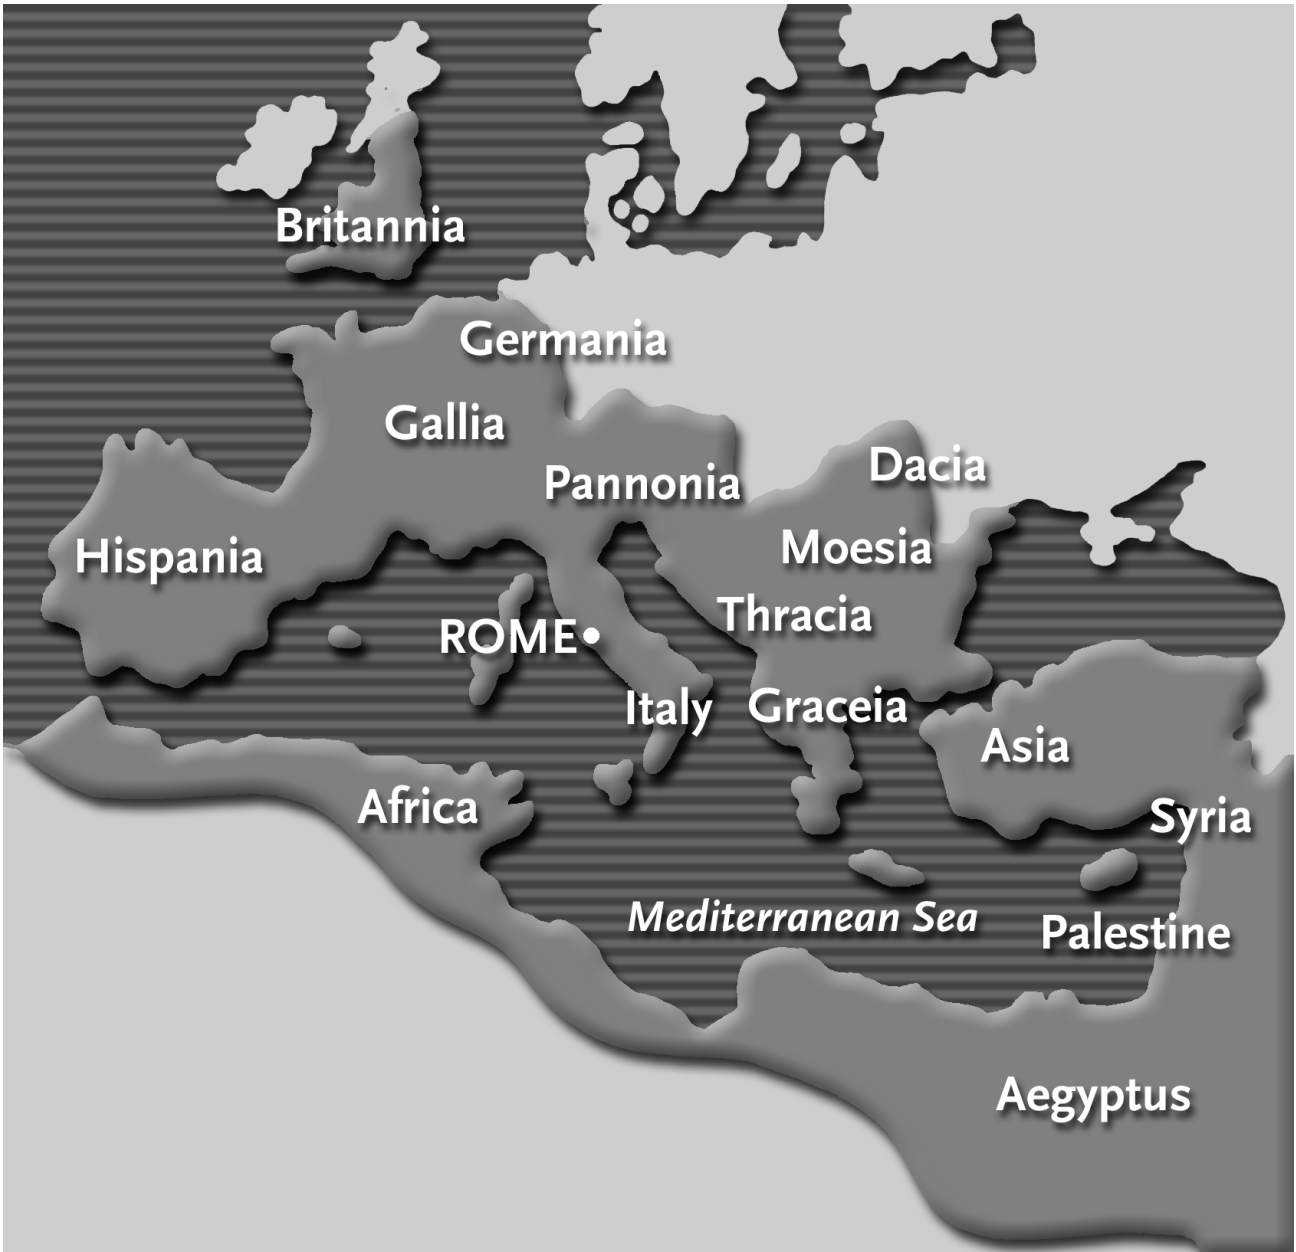 Britannia
Germania
Gallia
Dacia
Pannonia
Moesia
Hispania
Thracia
ROME
Italy
Graceia
Asia
Africa
Syria
Mediterranean Sea
Palestine
Aegyptus